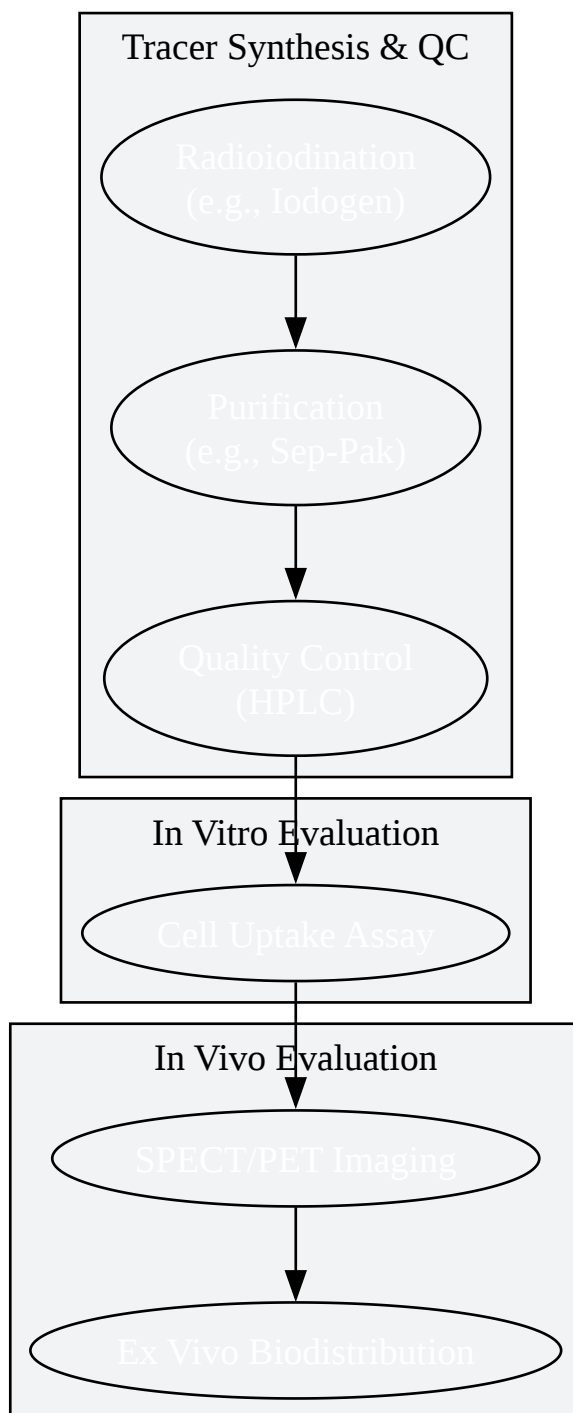 Tracer Synthesis & QC
Radioiodination
(e.g., Iodogen)
Purification
(e.g., Sep-Pak)
Quality Control
(HPLC)
In Vitro Evaluation
Cell Uptake Assay
In Vivo Evaluation
SPECT/PET Imaging
Ex Vivo Biodistribution